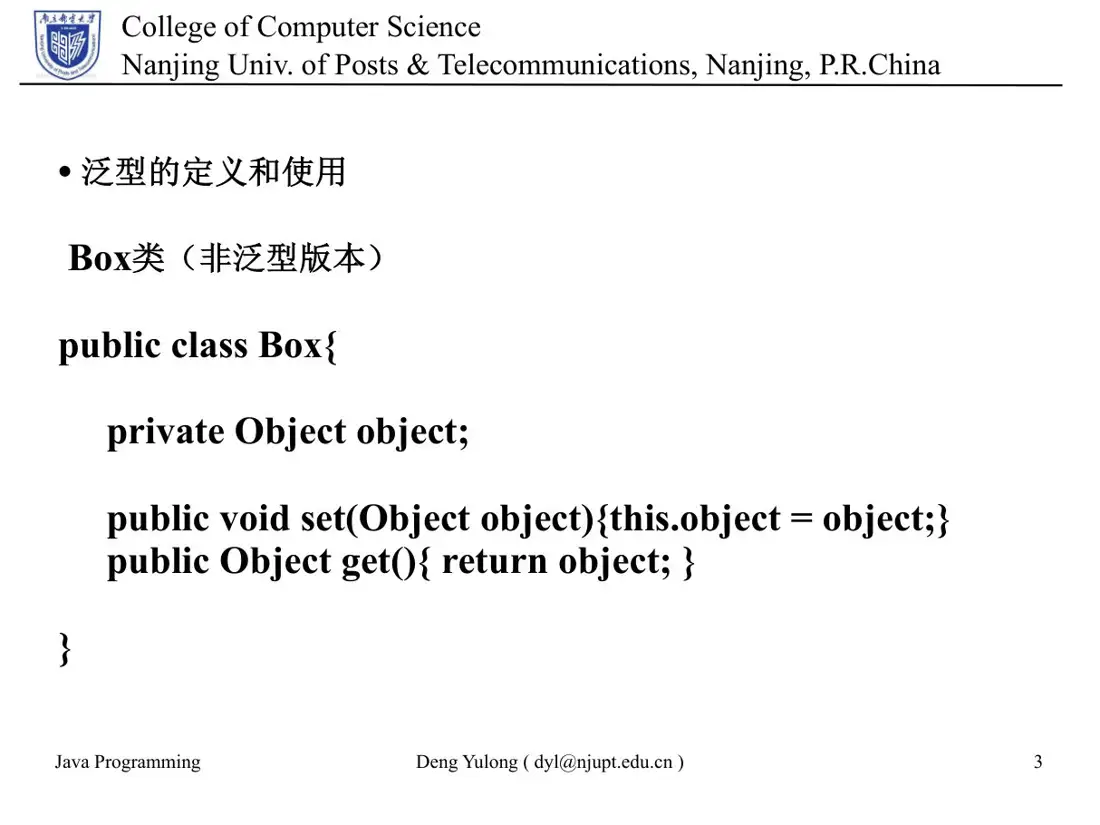 College of Computer Science
Nanjing Univ. of Posts & Telecommunications, Nanjing, P.R.China
• 泛型的定义和使用
Box类（非泛型版本）
public class Box{
private Object object;
public void set(Object object){this.object = object;}
public Object get(){ return object; }
}
Java Programming
Deng Yulong ( dyl@njupt.edu.cn )
3